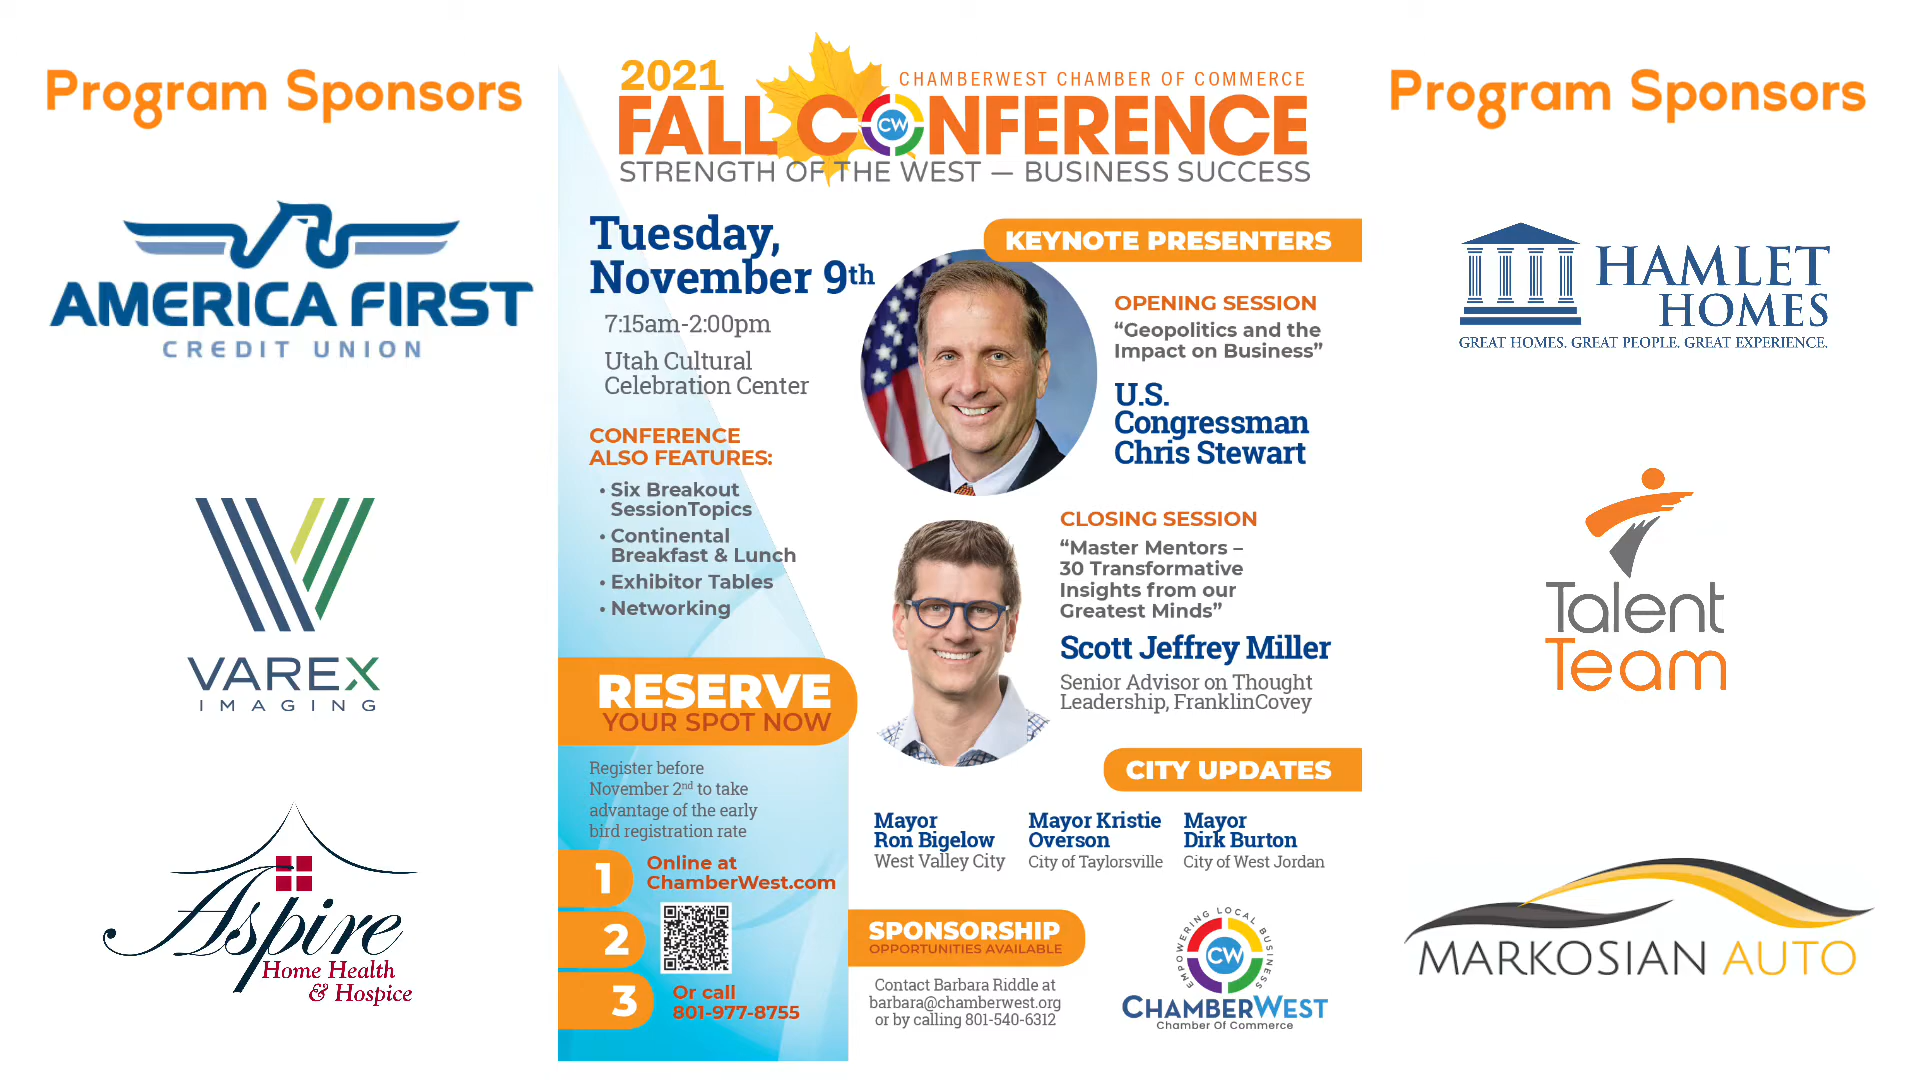 Program Sponsors
AMERICA FIRST
CREDIT UNION
VAREX
IMAGING
Aspire
Home Health
& Hospice
2021
CHAMBERWEST CHAMBER OF COMMERCE
FALL CONFERENCE
CW
STRENGTH OF THE WEST — BUSINESS SUCCESS
Tuesday,
November 9th
7:15am-2:00pm
Utah Cultural
Celebration Center
CONFERENCE
ALSO FEATURES:
• Six Breakout
SessionTopics
• Continental
Breakfast & Lunch
• Exhibitor Tables
• Networking
RESERVE
YOUR SPOT NOW
Register before
November 2nd to take
advantage of the early
bird registration rate
1 Online at
ChamberWest.com
2
3 Or call
801-977-8755
KEYNOTE PRESENTERS
OPENING SESSION
“Geopolitics and the
Impact on Business”
U.S.
Congressman
Chris Stewart
CLOSING SESSION
“Master Mentors –
30 Transformative
Insights from our
Greatest Minds”
Scott Jeffrey Miller
Senior Advisor on Thought
Leadership, FranklinCovey
CITY UPDATES
Mayor
Ron Bigelow
West Valley City
Mayor Kristie
Overson
City of Taylorsville
Mayor
Dirk Burton
City of West Jordan
SPONSORSHIP
OPPORTUNITIES AVAILABLE
Contact Barbara Riddle at
barbara@chamberwest.org
or by calling 801-540-6312
EMPOWERING LOCAL BUSINESS
CW
CHAMBERWEST
Chamber Of Commerce
Program Sponsors
HAMLET
HOMES
GREAT HOMES. GREAT PEOPLE. GREAT EXPERIENCE.
Talent
Team
MARKOSIAN AUTO